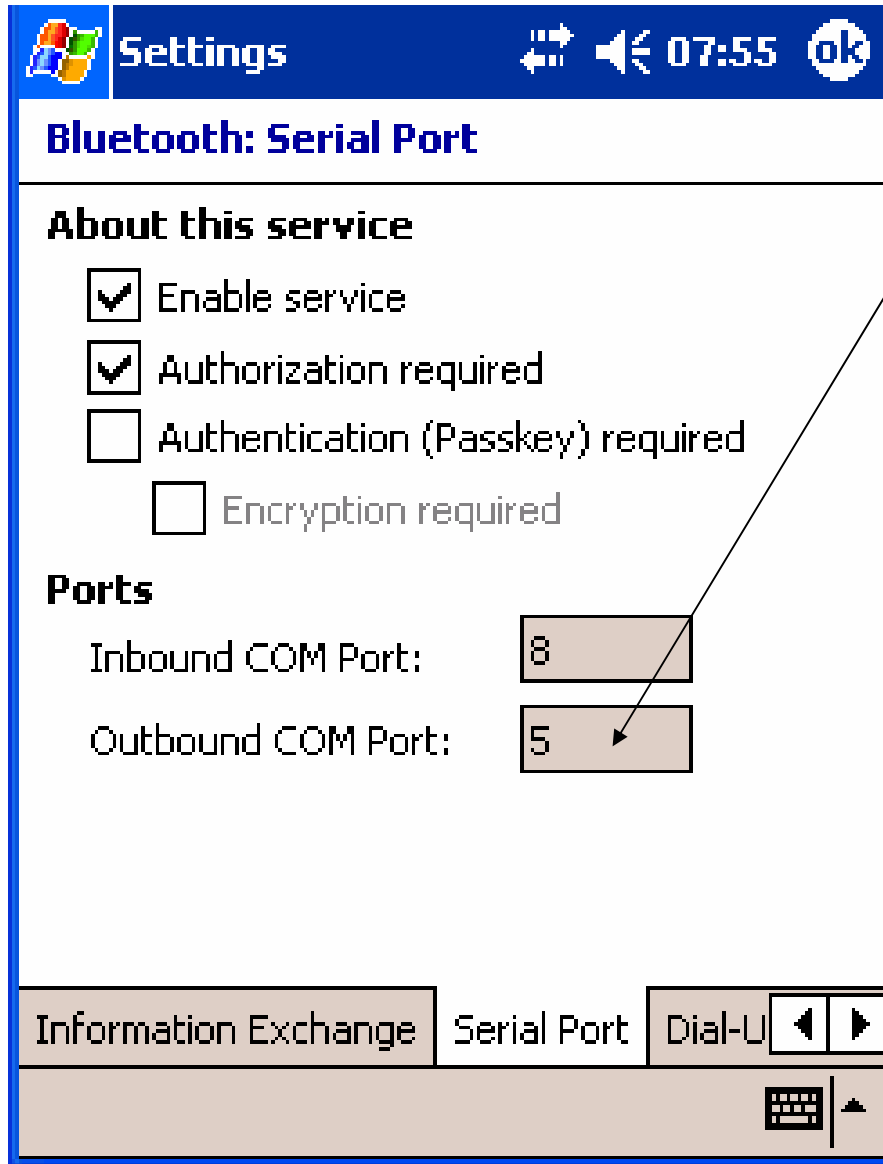 Settings 07:55 ok
Bluetooth: Serial Port
About this service
Enable service
Authorization required
Authentication (Passkey) required
Encryption required
Ports
Inbound COM Port: 8
Outbound COM Port: 5
Information Exchange Serial Port Dial-U